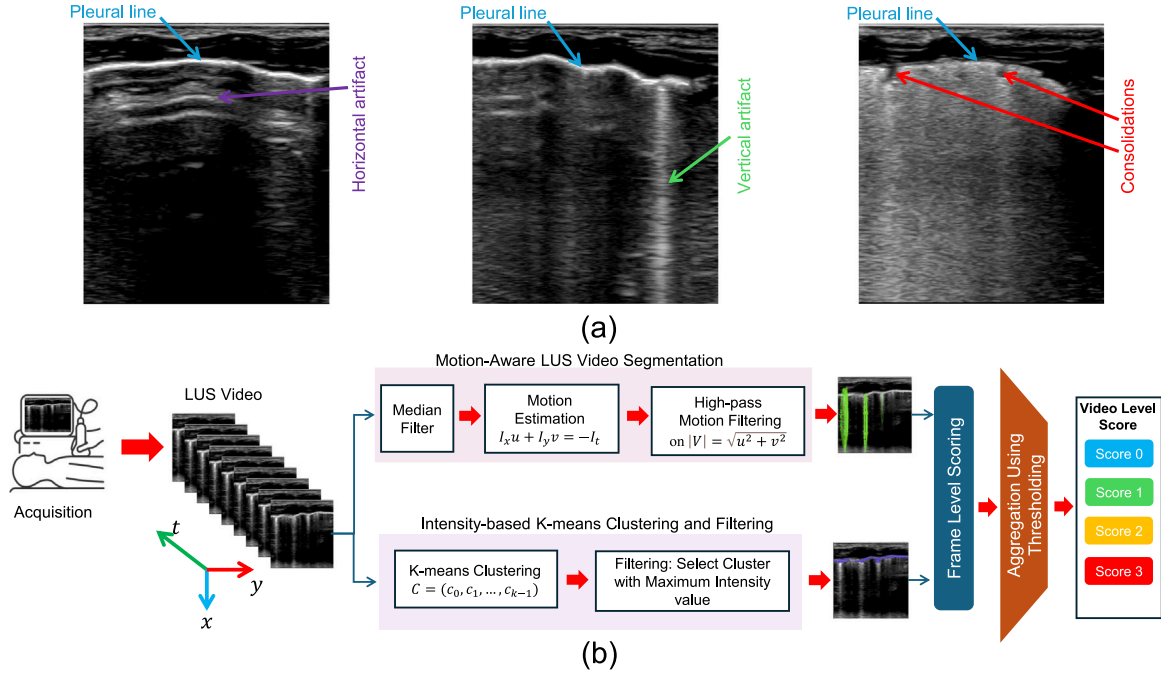 Pleural line
Horizontal artifact
Pleural line
Vertical artifact
Pleural line
Consolidations
(a)
Motion-Aware LUS Video Segmentation
LUS Video
Acquisition
t
y
x
Median
Filter
Motion
Estimation
I_x u + I_y v = −I_t
High-pass
Motion Filtering
on |V| = √(u² + v²)
Intensity-based K-means Clustering and Filtering
K-means Clustering
C = (c₀, c₁, … , c_{k−1})
Filtering: Select Cluster
with Maximum Intensity
value
Frame Level Scoring
Aggregation Using
Thresholding
Video Level
Score
Score 0
Score 1
Score 2
Score 3
(b)